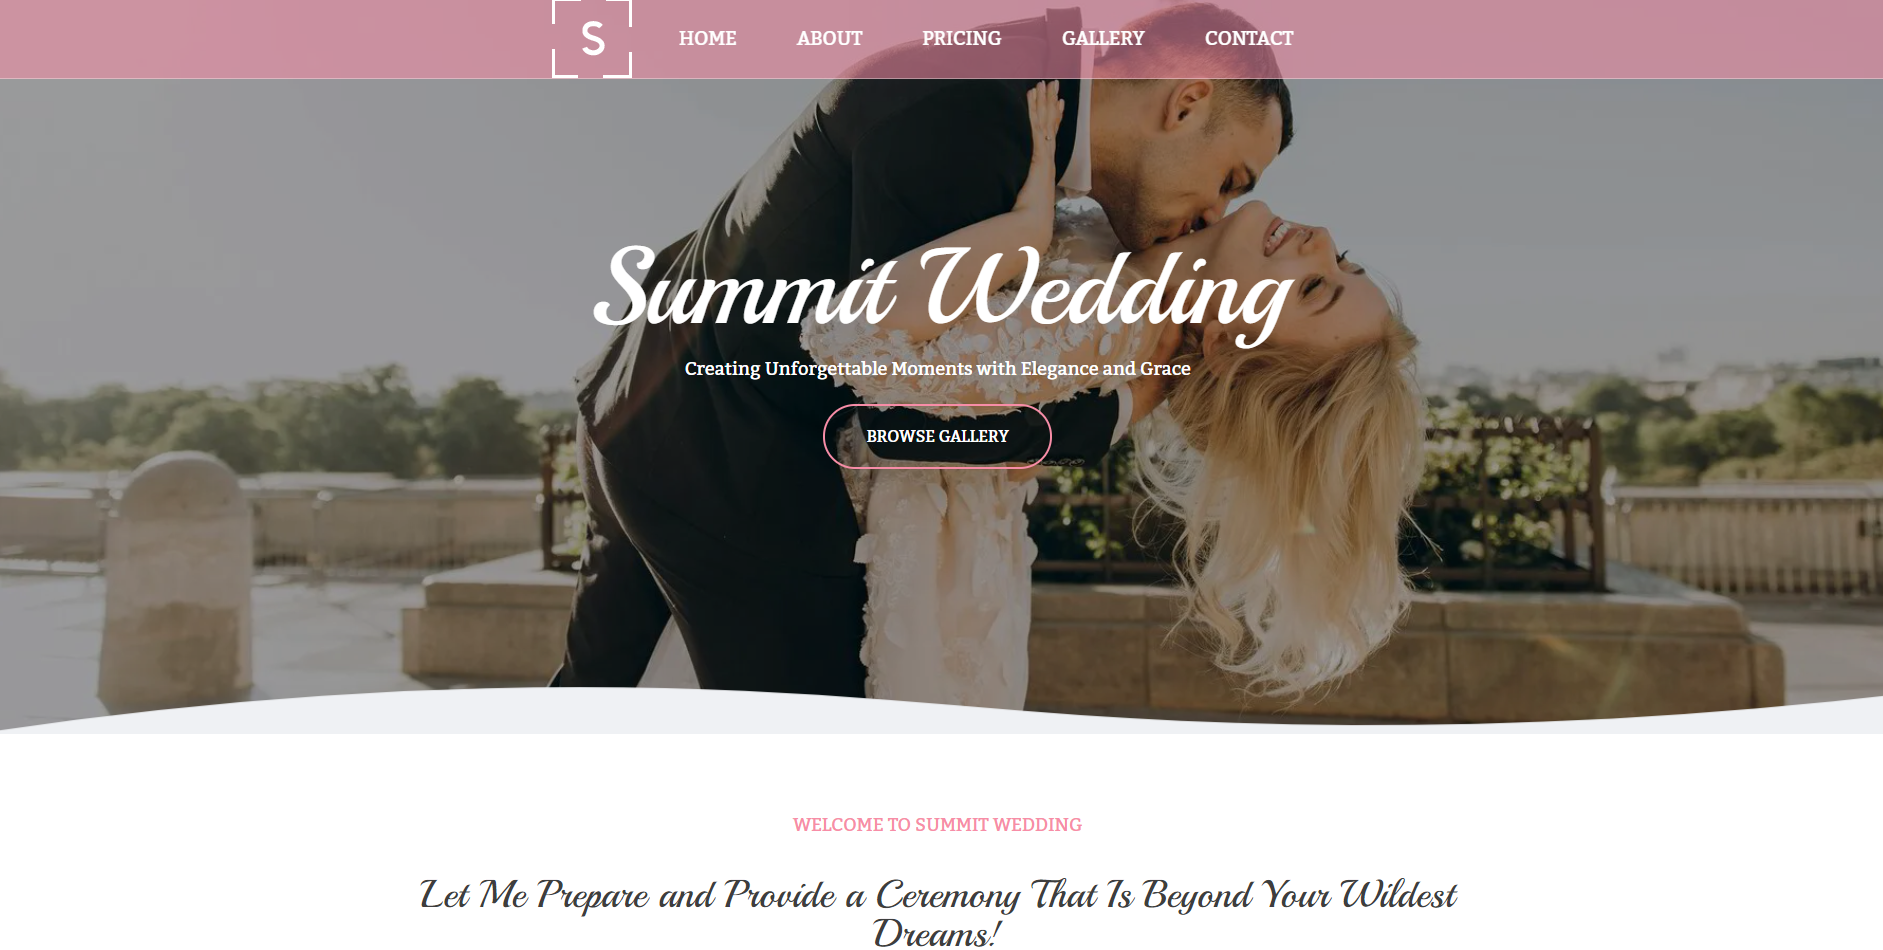 S
HOME ABOUT PRICING GALLERY CONTACT
Summit Wedding
Creating Unforgettable Moments with Elegance and Grace
BROWSE GALLERY
WELCOME TO SUMMIT WEDDING
Let Me Prepare and Provide a Ceremony That Is Beyond Your Wildest
Dreams!